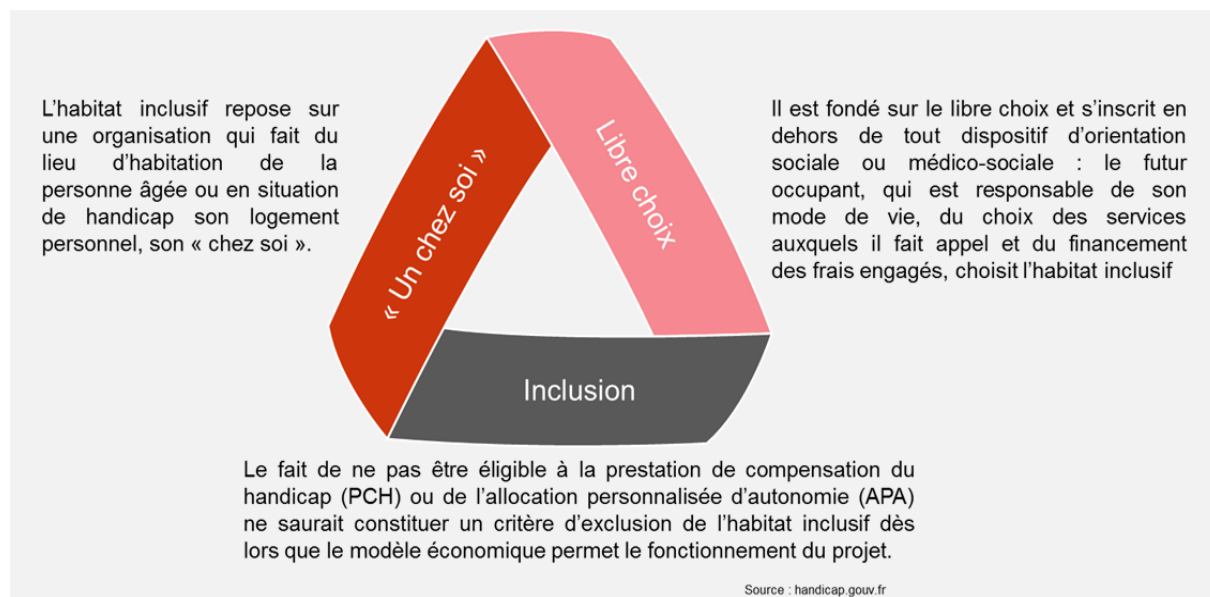 L’habitat inclusif repose sur
une organisation qui fait du
lieu d’habitation de la
personne âgée ou en situation
de handicap son logement
personnel, son « chez soi ».
« Un chez soi »
Libre choix
Il est fondé sur le libre choix et s’inscrit en
dehors de tout dispositif d’orientation
sociale ou médico-sociale : le futur
occupant, qui est responsable de son
mode de vie, du choix des services
auxquels il fait appel et du financement
des frais engagés, choisit l’habitat inclusif
Inclusion
Le fait de ne pas être éligible à la prestation de compensation du
handicap (PCH) ou de l’allocation personnalisée d’autonomie (APA)
ne saurait constituer un critère d’exclusion de l’habitat inclusif dès
lors que le modèle économique permet le fonctionnement du projet.
Source : handicap.gouv.fr